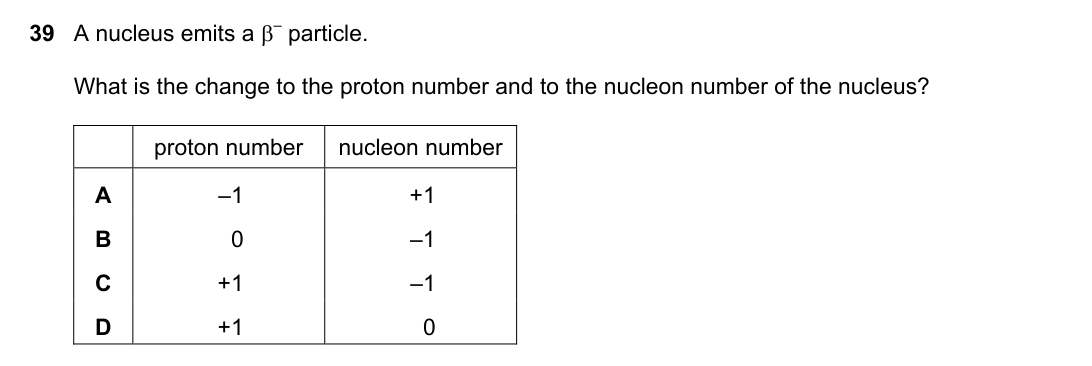 39 A nucleus emits a β⁻ particle.
What is the change to the proton number and to the nucleon number of the nucleus?
proton number nucleon number
A –1 +1
B 0 –1
C +1 –1
D +1 0